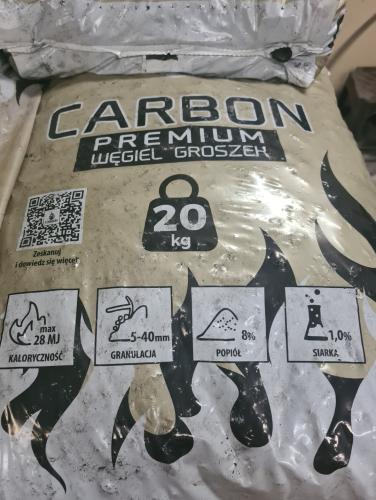 CARBON
PREMIUM
WĘGIEL GROSZEK
20
kg
Zeskanuj
i dowiedz się więcej
max
28 MJ
KALORYCZNOŚĆ
5-40mm
GRANULACJA
8%
POPIÓŁ
1,0%
SIARKA